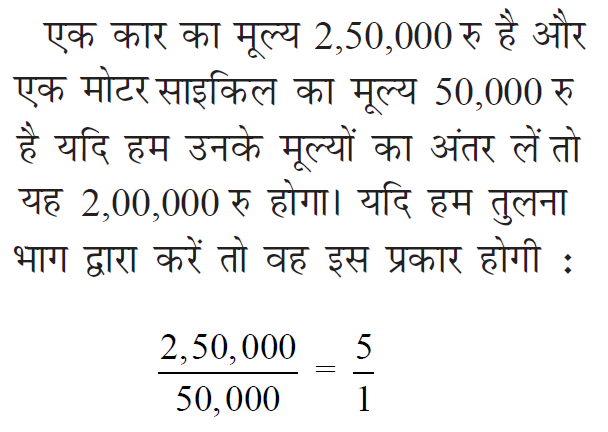 एक कार का मूल्य 2,50,000 रु है और
एक मोटर साइकिल का मूल्य 50,000 रु
है यदि हम उनके मूल्यों का अंतर लें तो
यह 2,00,000 रु होगा। यदि हम तुलना
भाग द्वारा करें तो वह इस प्रकार होगी :
2,50,000 / 50,000 = 5 / 1